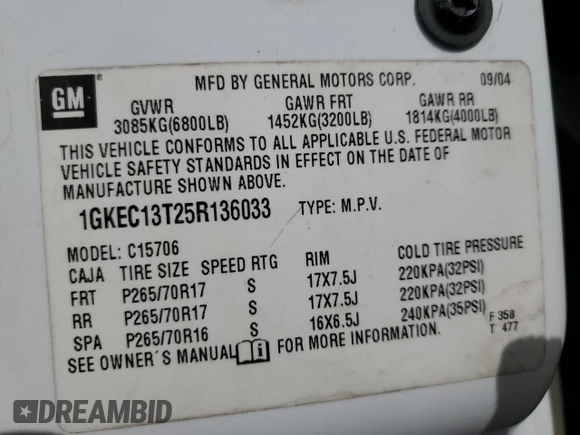 GM
®
MFD BY GENERAL MOTORS CORP. 09/04
GVWR GAWR FRT GAWR RR
3085KG(6800LB) 1452KG(3200LB) 1814KG(4000LB)
THIS VEHICLE CONFORMS TO ALL APPLICABLE U.S. FEDERAL MOTOR
VEHICLE SAFETY STANDARDS IN EFFECT ON THE DATE OF
MANUFACTURE SHOWN ABOVE.
1GKEC13T25R136033 TYPE: M.P.V.
MODEL: C15706
CAJA TIRE SIZE SPEED RTG RIM COLD TIRE PRESSURE
FRT P265/70R17 S 17X7.5J 220KPA(32PSI)
RR P265/70R17 S 17X7.5J 220KPA(32PSI)
SPA P265/70R16 S 16X6.5J 240KPA(35PSI)
SEE OWNER'S MANUAL i FOR MORE INFORMATION.
F 358
T 477
DREAMBID